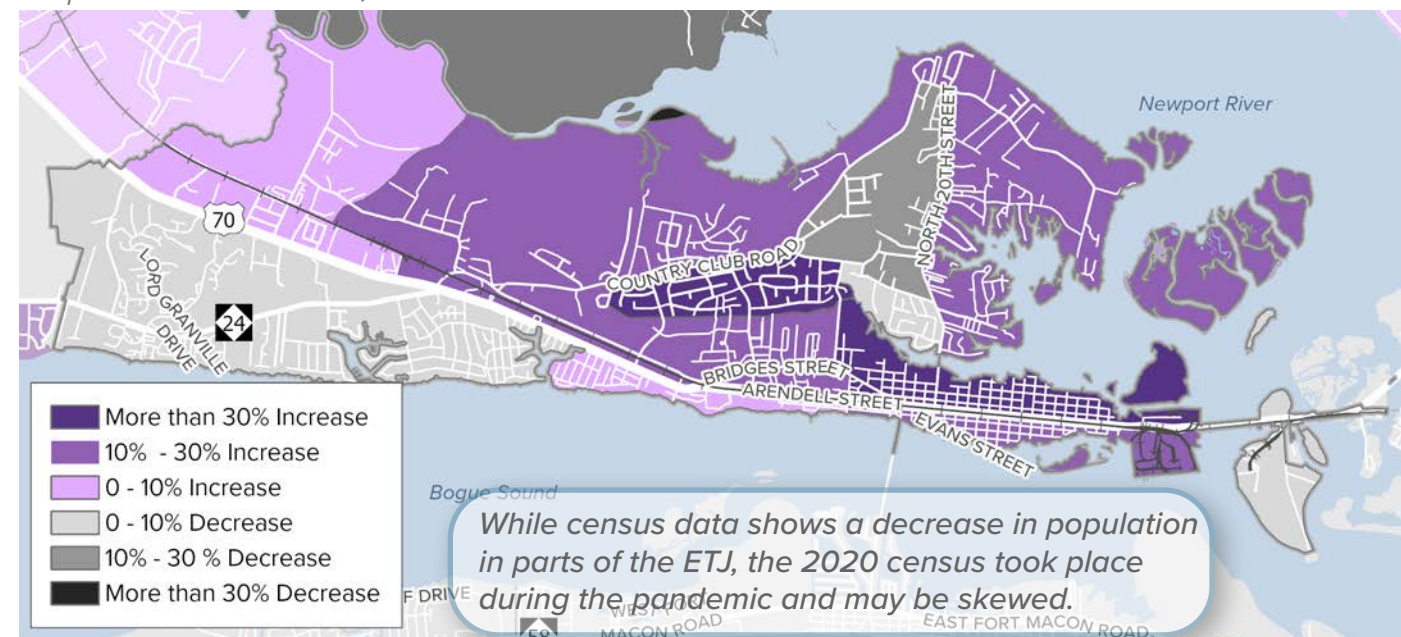 Newport River
NORTH 20TH STREET
70
COUNTRY CLUB ROAD
LORD GRANVILLE
DRIVE
24
BRIDGES STREET
ARENDELL STREET
EVANS STREET
More than 30% Increase
10% - 30% Increase
0 - 10% Increase
0 - 10% Decrease
10% - 30 % Decrease
More than 30% Decrease
Bogue Sound
While census data shows a decrease in population
in parts of the ETJ, the 2020 census took place
during the pandemic and may be skewed.
F DRIVE
MACON ROAD
EAST FORT MACON ROAD
58